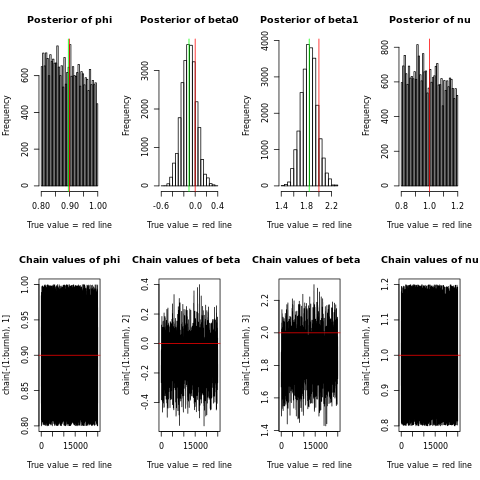 Posterior of phi
Posterior of beta0
Posterior of beta1
Posterior of nu
Frequency
0 200 400 600
0.80 0.90 1.00
True value = red line
Frequency
0 1000 3000
-0.6 0.0 0.4
True value = red line
Frequency
0 1000 2000 3000 4000
1.4 1.8 2.2
True value = red line
Frequency
0 200 400 600 800
0.8 1.0 1.2
True value = red line
Chain values of phi
Chain values of beta
Chain values of beta
Chain values of nu
chain[-(1:burnIn), 1]
0.80 0.85 0.90 0.95 1.00
0 15000
True value = red line
chain[-(1:burnIn), 2]
-0.4 -0.2 0.0 0.2 0.4
0 15000
True value = red line
chain[-(1:burnIn), 3]
1.4 1.6 1.8 2.0 2.2
0 15000
True value = red line
chain[-(1:burnIn), 4]
0.8 0.9 1.0 1.1 1.2
0 15000
True value = red line